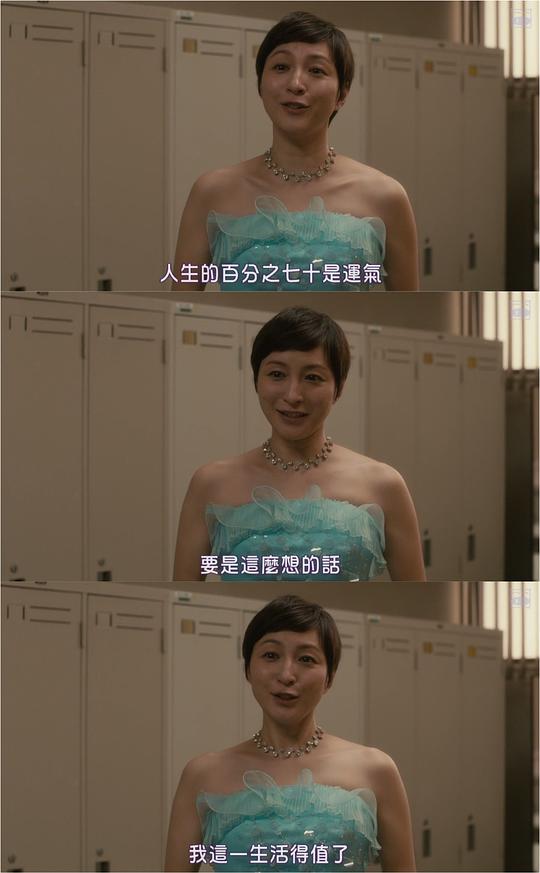 人生的百分之七十是運氣
要是這麼想的話
我這一生活得值了